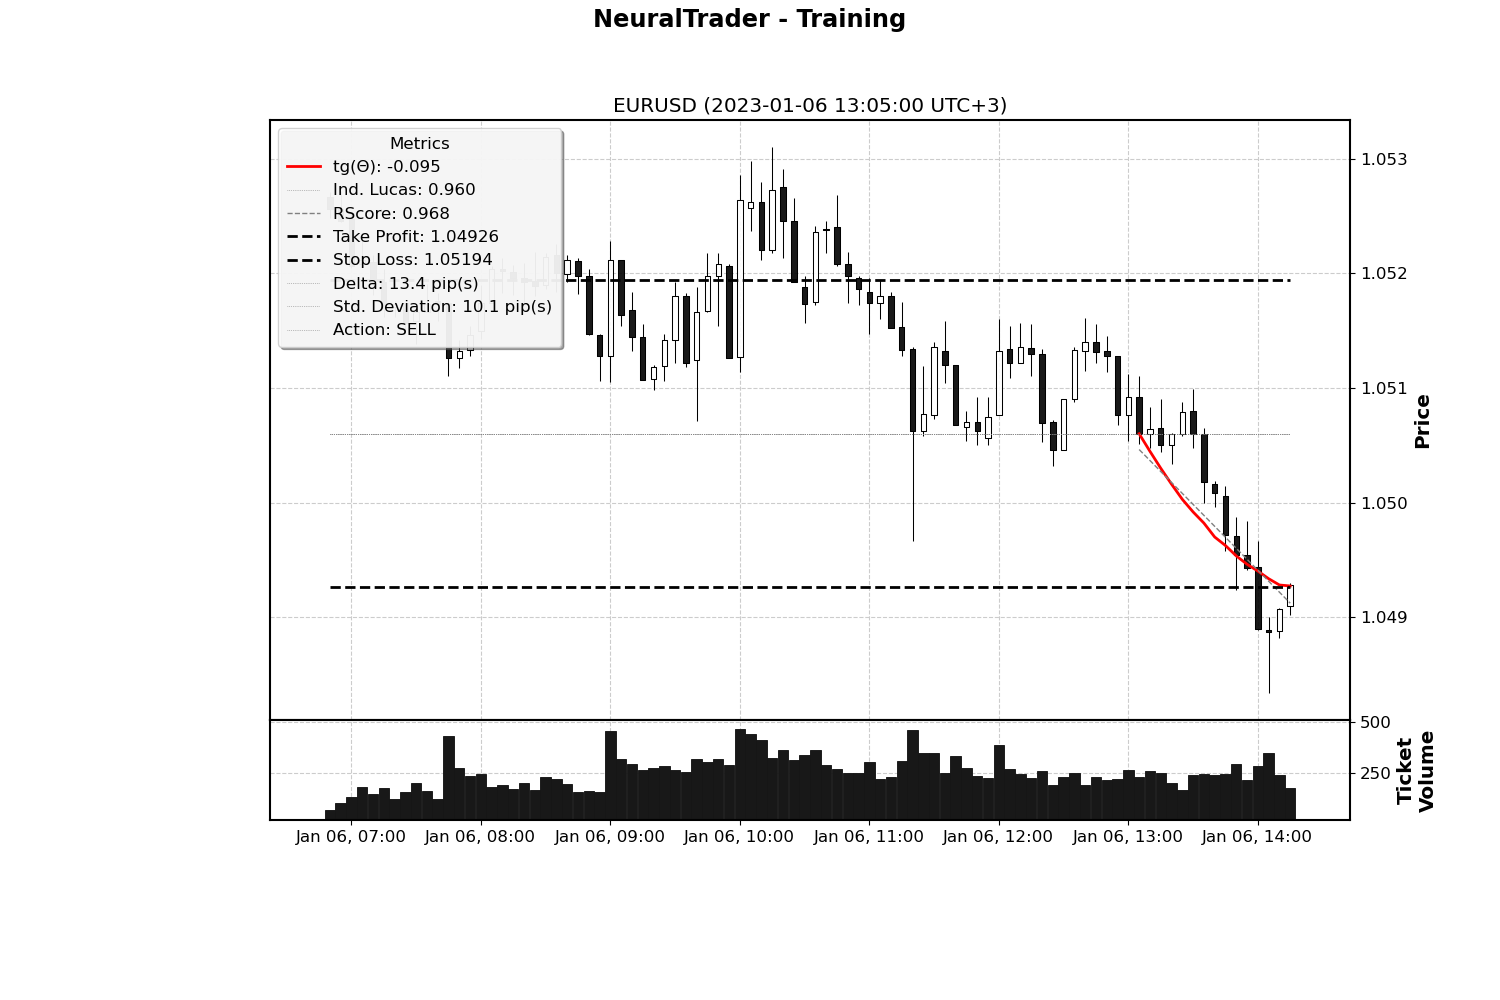 NeuralTrader - Training
EURUSD (2023-01-06 13:05:00 UTC+3)
Metrics
tg(Θ): -0.095
Ind. Lucas: 0.960
RScore: 0.968
Take Profit: 1.04926
Stop Loss: 1.05194
Delta: 13.4 pip(s)
Std. Deviation: 10.1 pip(s)
Action: SELL
1.053
1.052
1.051
1.050
1.049
Price
500
250
Ticket
Volume
Jan 06, 07:00
Jan 06, 08:00
Jan 06, 09:00
Jan 06, 10:00
Jan 06, 11:00
Jan 06, 12:00
Jan 06, 13:00
Jan 06, 14:00